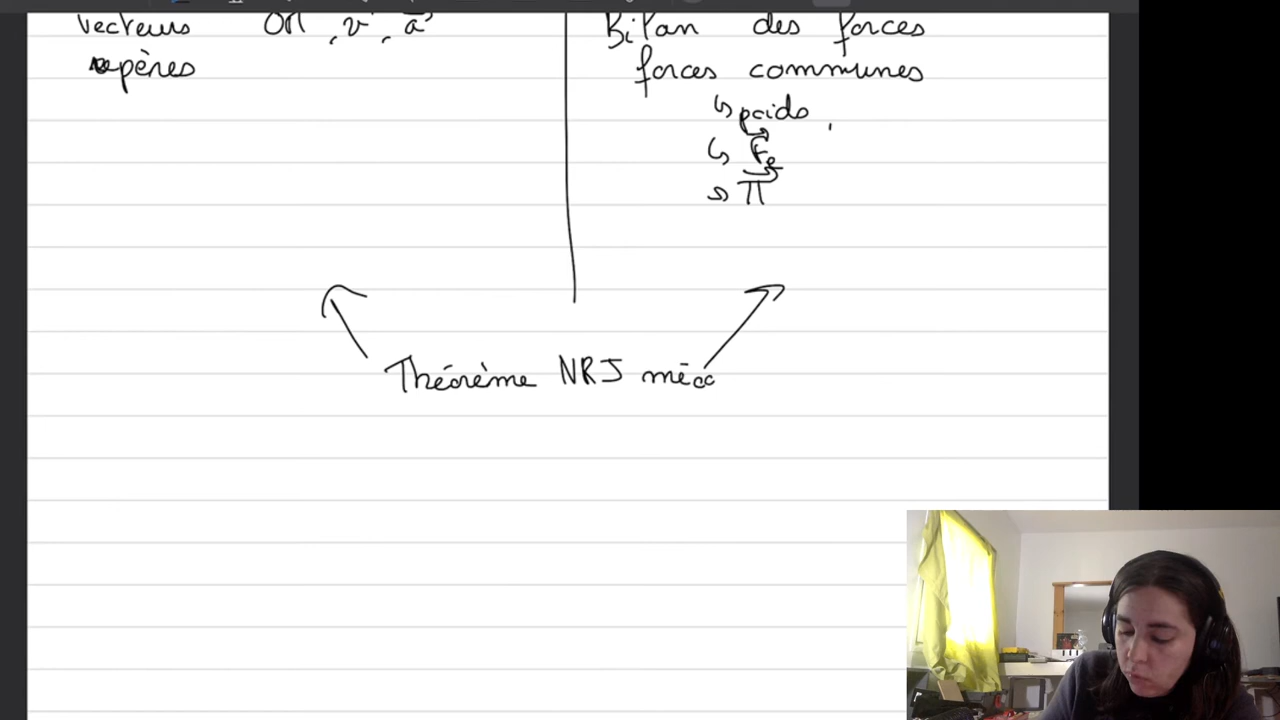 Vecteurs OM, v, a
repères
Bilan des forces
forces communes
↳ poids,
↳ Fe
↳ Π
Théorème NRJ méca